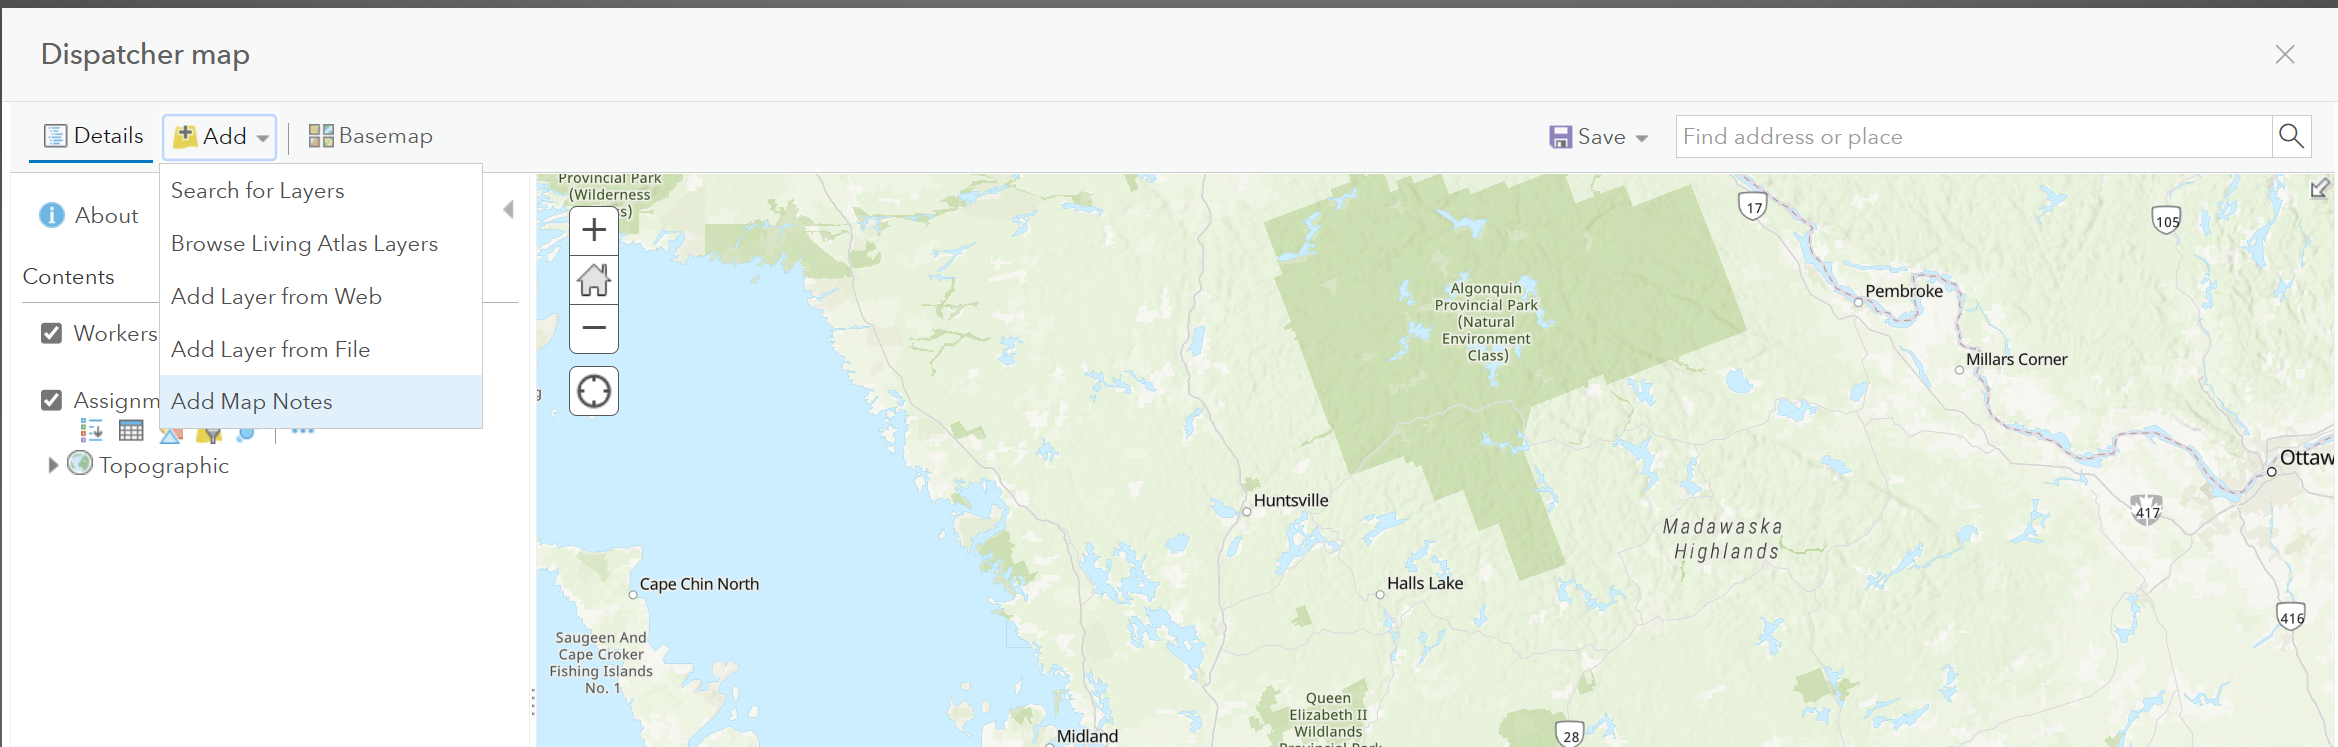 Dispatcher map
Details
Add
Basemap
Save
Find address or place
Search for Layers
Browse Living Atlas Layers
Add Layer from Web
Add Layer from File
Add Map Notes
About
Contents
Workers
Assignm
Topographic
Provincial Park
(Wilderness
s)
17
105
Algonquin
Provincial Park
(Natural
Environment
Class)
Pembroke
Millars Corner
Ottaw
417
Huntsville
Madawaska
Highlands
Cape Chin North
Halls Lake
416
Saugeen And
Cape Croker
Fishing Islands
No. 1
Queen
Elizabeth II
Wildlands
Provincial Park
28
Midland